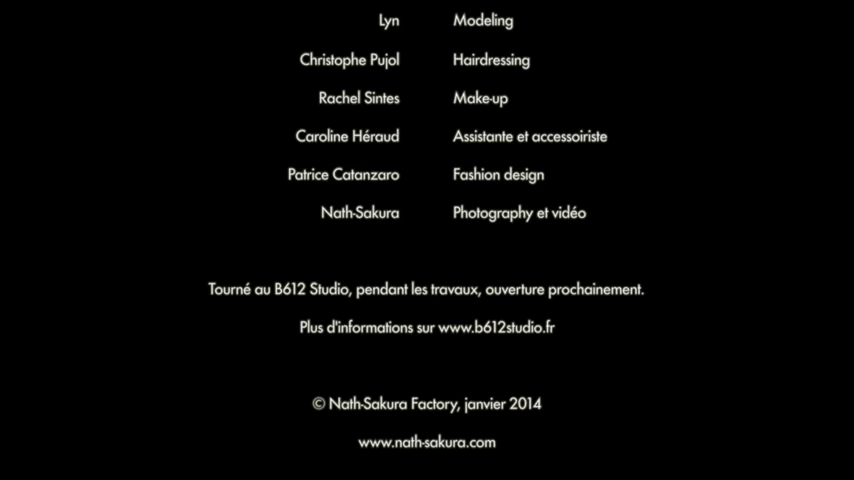 Lyn Modeling
Christophe Pujol Hairdressing
Rachel Sintes Make-up
Caroline Héraud Assistante et accessoiriste
Patrice Catanzaro Fashion design
Nath-Sakura Photography et vidéo
Tourné au B612 Studio, pendant les travaux, ouverture prochainement.
Plus d'informations sur www.b612studio.fr
© Nath-Sakura Factory, janvier 2014
www.nath-sakura.com